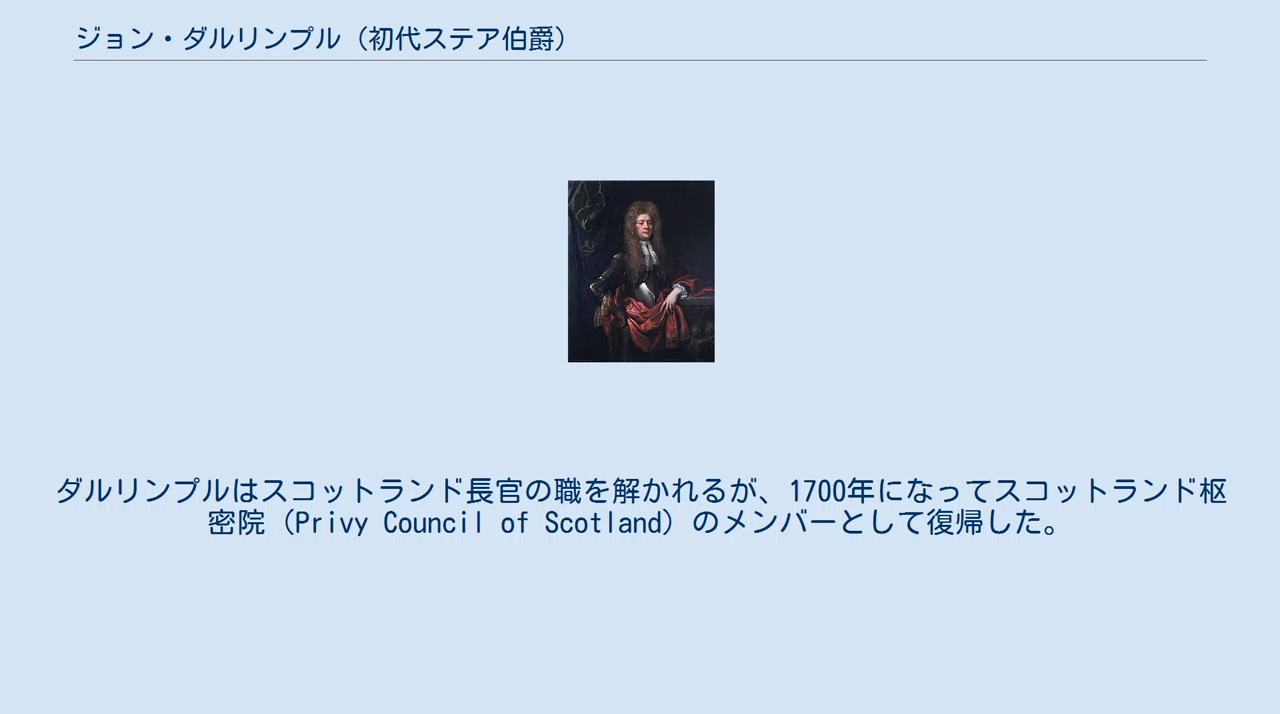 ジョン・ダルリンプル（初代ステア伯爵）
ダルリンプルはスコットランド長官の職を解かれるが、1700年になってスコットランド枢
密院（Privy Council of Scotland）のメンバーとして復帰した。